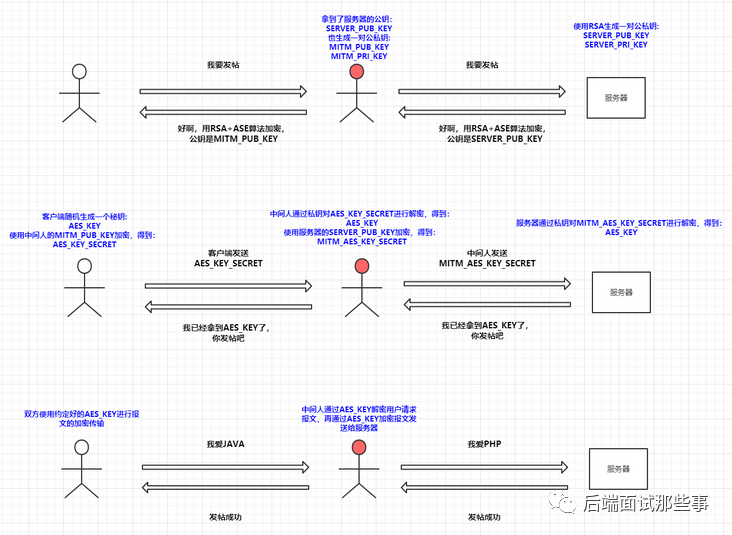 拿到了服务器的公钥:
SERVER_PUB_KEY
也生成一对公私钥:
MITM_PUB_KEY
MITM_PRI_KEY
使用RSA生成一对公私钥:
SERVER_PUB_KEY
SERVER_PRI_KEY
我要发帖
我要发帖
服务器
好啊，用RSA+ASE算法加密，
公钥是MITM_PUB_KEY
好啊，用RSA+ASE算法加密，
公钥是SERVER_PUB_KEY
客户端随机生成一个秘钥:
AES_KEY
使用中间人的MITM_PUB_KEY加密，得到:
AES_KEY_SECRET
中间人通过私钥对AES_KEY_SECRET进行解密，得到:
AES_KEY
使用服务器的SERVER_PUB_KEY加密，得到:
MITM_AES_KEY_SECRET
服务器通过私钥对MITM_AES_KEY_SECRET进行解密，得到:
AES_KEY
客户端发送
AES_KEY_SECRET
中间人发送
MITM_AES_KEY_SECRET
服务器
我已经拿到AES_KEY了，
你发帖吧
我已经拿到AES_KEY了，
你发帖吧
双方使用约定好的AES_KEY进行报
文的加密传输
中间人通过AES_KEY解密用户请求
报文，再通过AES_KEY加密报文发
送给服务器
我爱JAVA
我爱PHP
服务器
发帖成功
发帖成功
后端面试那些事